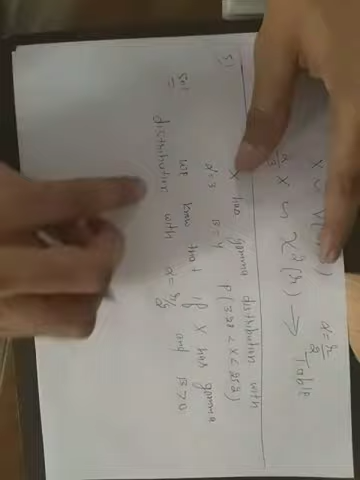 X ~ Γ(
α = r/2
2/β X ~ χ²(r) → Table
5)
X has gamma distribution with
α=3 β=4 P(3.28 < X < 25.2)
Sol
we know that if X has gamma
distribution with α = r/2 and β>0